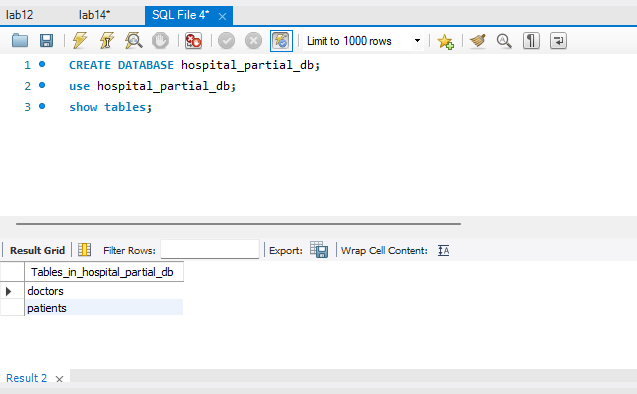 lab12 lab14* SQL File 4*
Limit to 1000 rows
1 CREATE DATABASE hospital_partial_db;
2 use hospital_partial_db;
3 show tables;
Result Grid Filter Rows: Export: Wrap Cell Content: IA
Tables_in_hospital_partial_db
doctors
patients
Result 2